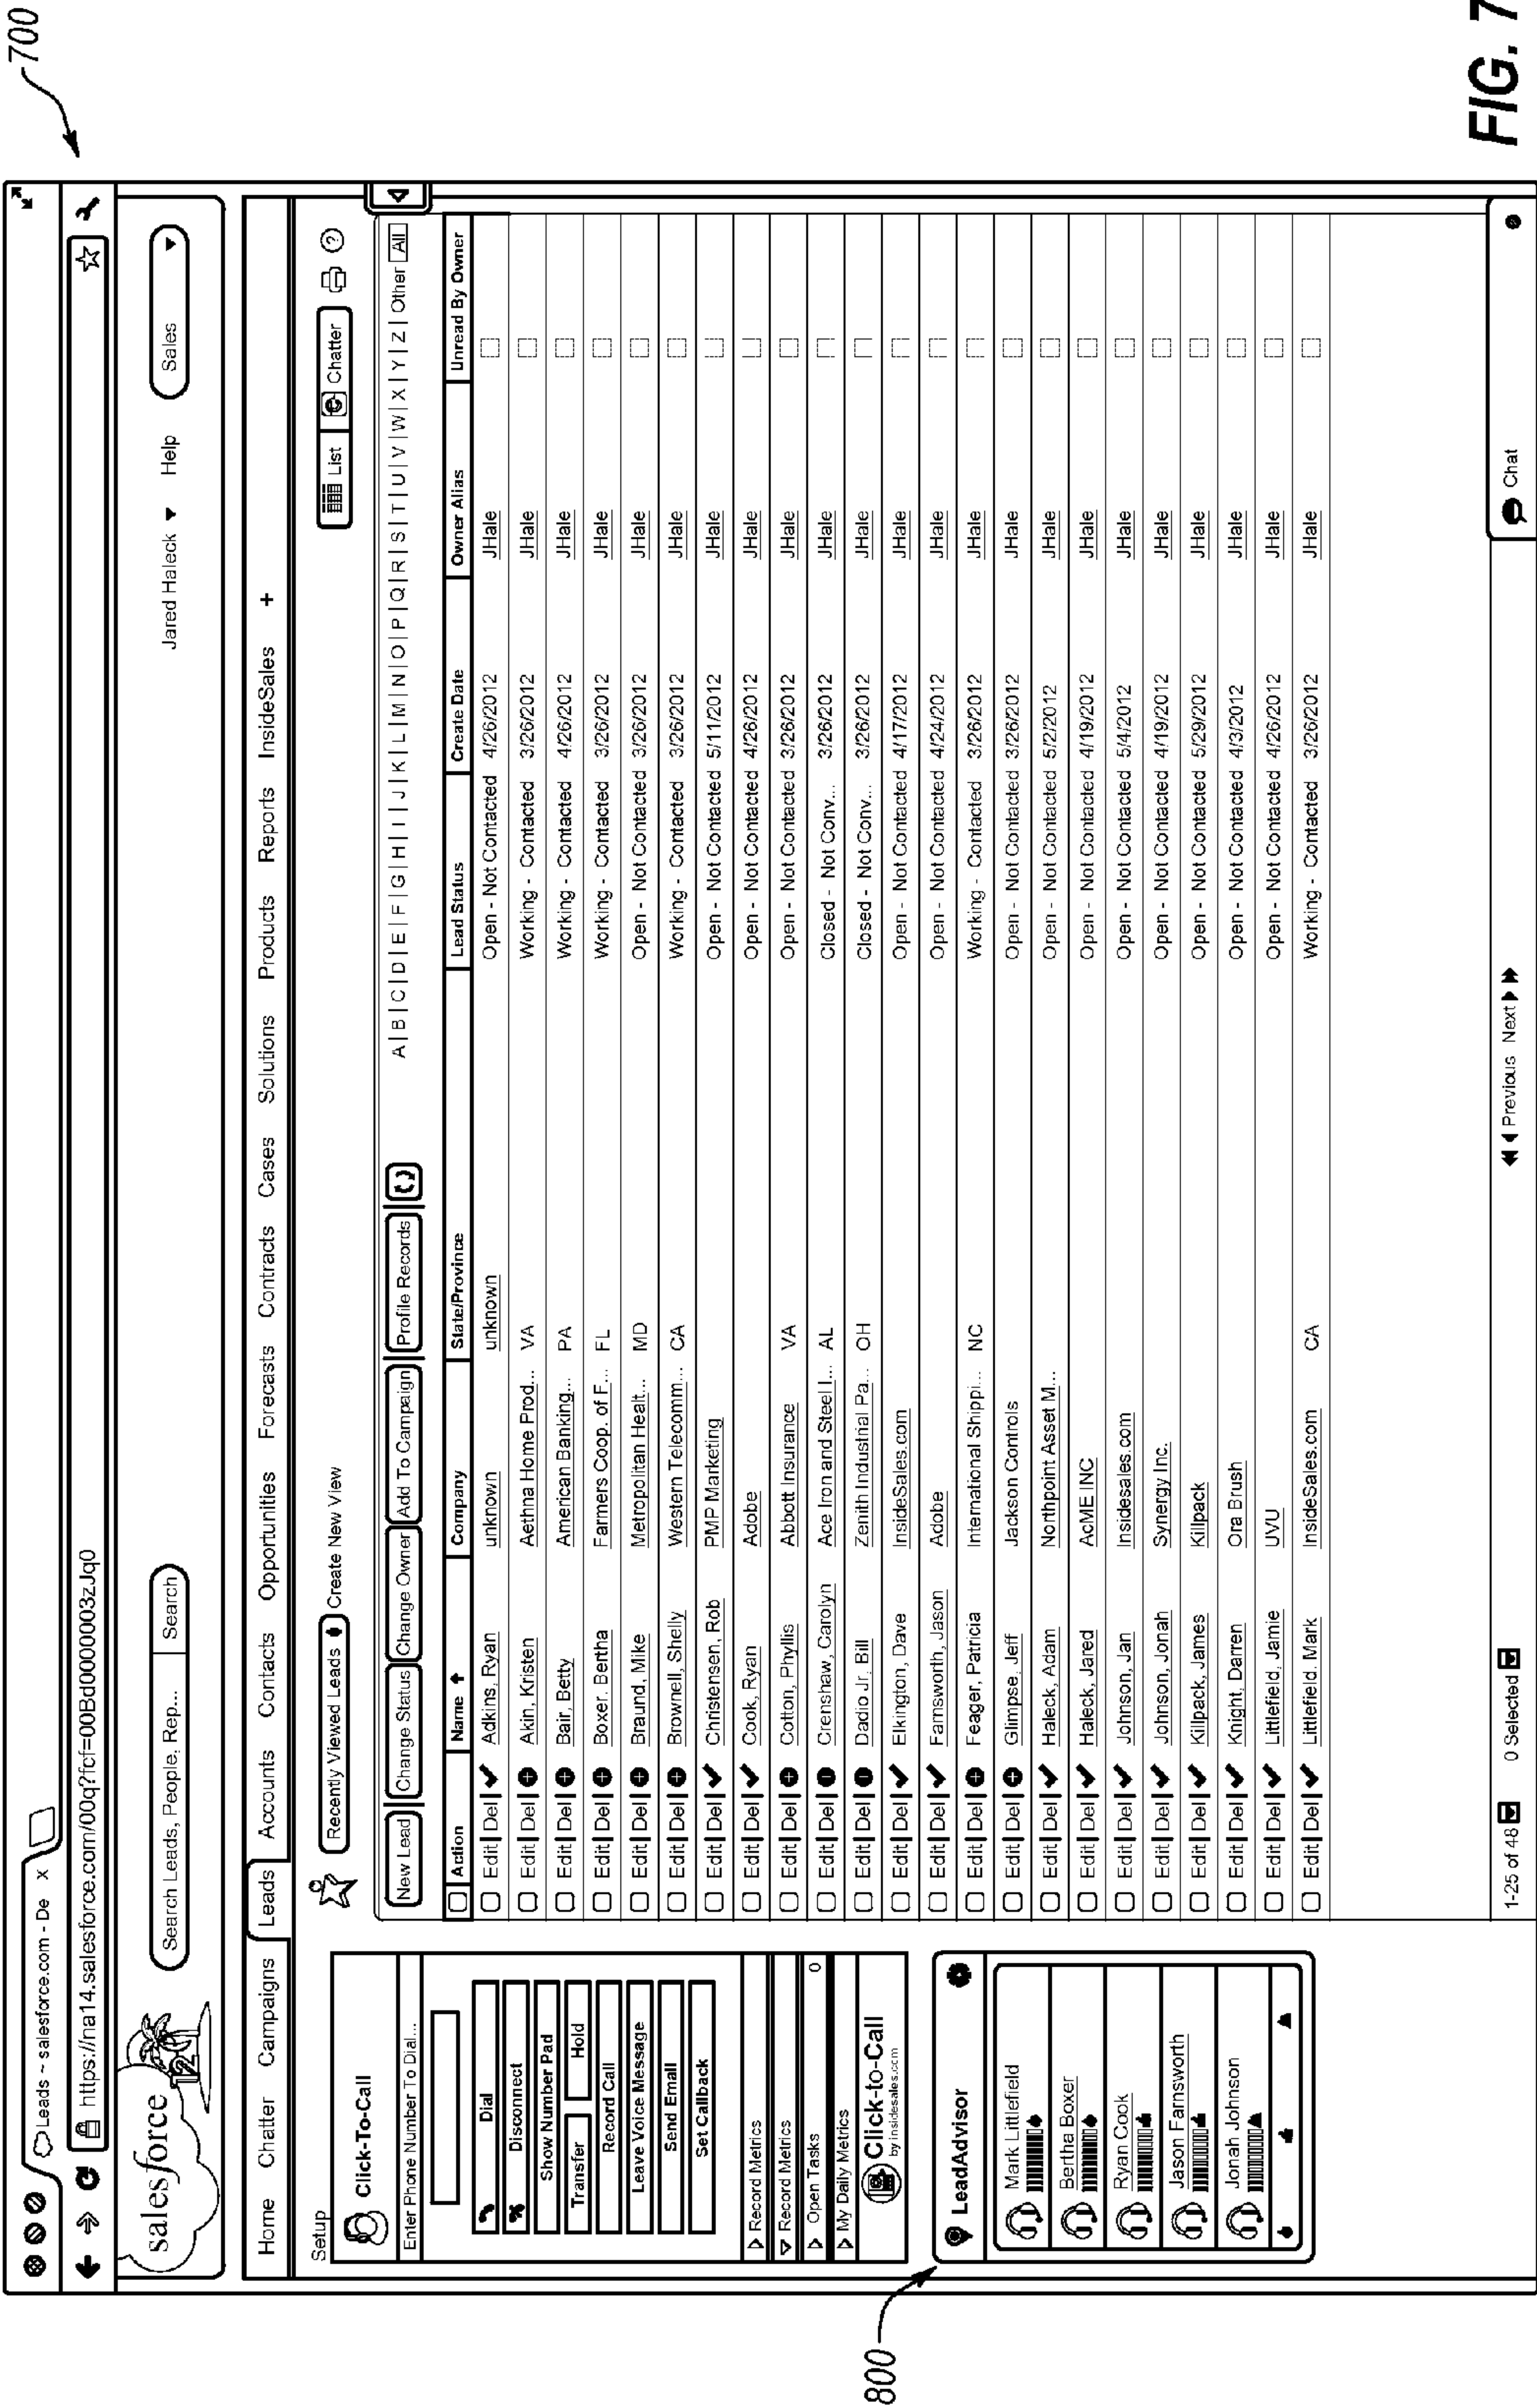 700
Leads ~ salesforce.com - De x
https://na14.salesforce.com/00q?fcf=00Bd0000003zJq0
salesforce 12
Search Leads, People, Rep... Search
Jared Haleck Help Sales
Home Chatter Campaigns Leads Accounts Contacts Opportunities Forecasts Contracts Cases Solutions Products Reports InsideSales +
Setup
Click-To-Call
Enter Phone Number To Dial...
Dial
Disconnect
Show Number Pad
Transfer Hold
Record Call
Leave Voice Message
Send Email
Set Callback
Record Metrics
Record Metrics
Open Tasks 0
My Daily Metrics
Click-to-Call
by insidesales.com
800
LeadAdvisor
Mark Littlefield
Bertha Boxer
Ryan Cook
Jason Farnsworth
Jonah Johnson
Recently Viewed Leads Create New View
List Chatter ?
New Lead Change Status Change Owner Add To Campaign Profile Records
A|B|C|D|E|F|G|H|I|J|K|L|M|N|O|P|Q|R|S|T|U|V|W|X|Y|Z|Other All
Action Name Company State/Province Lead Status Create Date Owner Alias Unread By Owner
Edit| Del| Adkins, Ryan unknown unknown Open - Not Contacted 4/26/2012 JHale
Edit| Del| Akin, Kristen Aethna Home Prod... VA Working - Contacted 3/26/2012 JHale
Edit| Del| Bair, Betty American Banking... PA Working - Contacted 4/26/2012 JHale
Edit| Del| Boxer, Bertha Farmers Coop. of F... FL Working - Contacted 3/26/2012 JHale
Edit| Del| Braund, Mike Metropolitan Healt... MD Open - Not Contacted 3/26/2012 JHale
Edit| Del| Brownell, Shelly Western Telecomm... CA Working - Contacted 3/26/2012 JHale
Edit| Del| Christensen, Rob PMP Marketing Open - Not Contacted 5/11/2012 JHale
Edit| Del| Cook, Ryan Adobe Open - Not Contacted 4/26/2012 JHale
Edit| Del| Cotton, Phyllis Abbott Insurance VA Open - Not Contacted 3/26/2012 JHale
Edit| Del| Crenshaw, Carolyn Ace Iron and Steel I... AL Closed - Not Conv... 3/26/2012 JHale
Edit| Del| Dadio Jr, Bill Zenith Industrial Pa... OH Closed - Not Conv... 3/26/2012 JHale
Edit| Del| Elkington, Dave InsideSales.com Open - Not Contacted 4/17/2012 JHale
Edit| Del| Farnsworth, Jason Adobe Open - Not Contacted 4/24/2012 JHale
Edit| Del| Feager, Patricia International Shippi... NC Working - Contacted 3/26/2012 JHale
Edit| Del| Glimpse, Jeff Jackson Controls Open - Not Contacted 3/26/2012 JHale
Edit| Del| Haleck, Adam Northpoint Asset M... Open - Not Contacted 5/2/2012 JHale
Edit| Del| Haleck, Jared AcME INC Open - Not Contacted 4/19/2012 JHale
Edit| Del| Johnson, Jan Insidesales.com Open - Not Contacted 5/4/2012 JHale
Edit| Del| Johnson, Jonah Synergy Inc. Open - Not Contacted 4/19/2012 JHale
Edit| Del| Killpack, James Killpack Open - Not Contacted 5/29/2012 JHale
Edit| Del| Knight, Darren Ora Brush Open - Not Contacted 4/3/2012 JHale
Edit| Del| Littlefield, Jamie UVU Open - Not Contacted 4/26/2012 JHale
Edit| Del| Littlefield, Mark InsideSales.com CA Working - Contacted 3/26/2012 JHale
1-25 of 48 0 Selected Previous Next Chat
FIG. 7